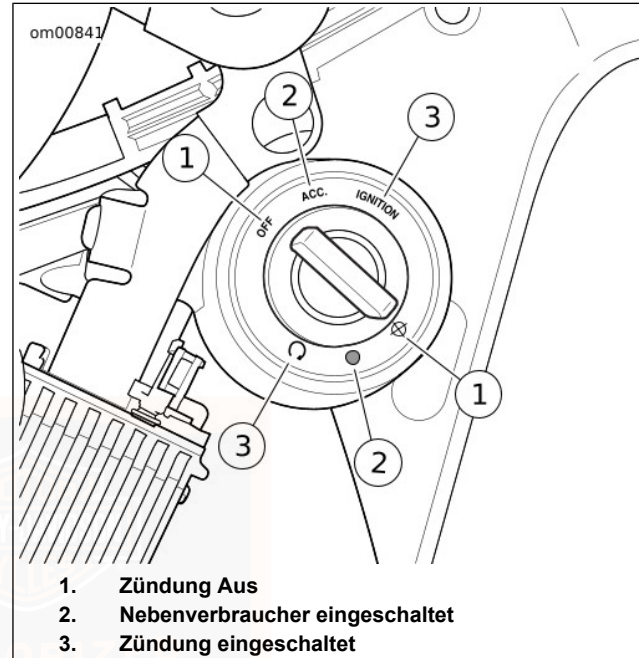 om00841
2
3
1
OFF
ACC.
IGNITION
1
2
3
1. Zündung Aus
2. Nebenverbraucher eingeschaltet
3. Zündung eingeschaltet